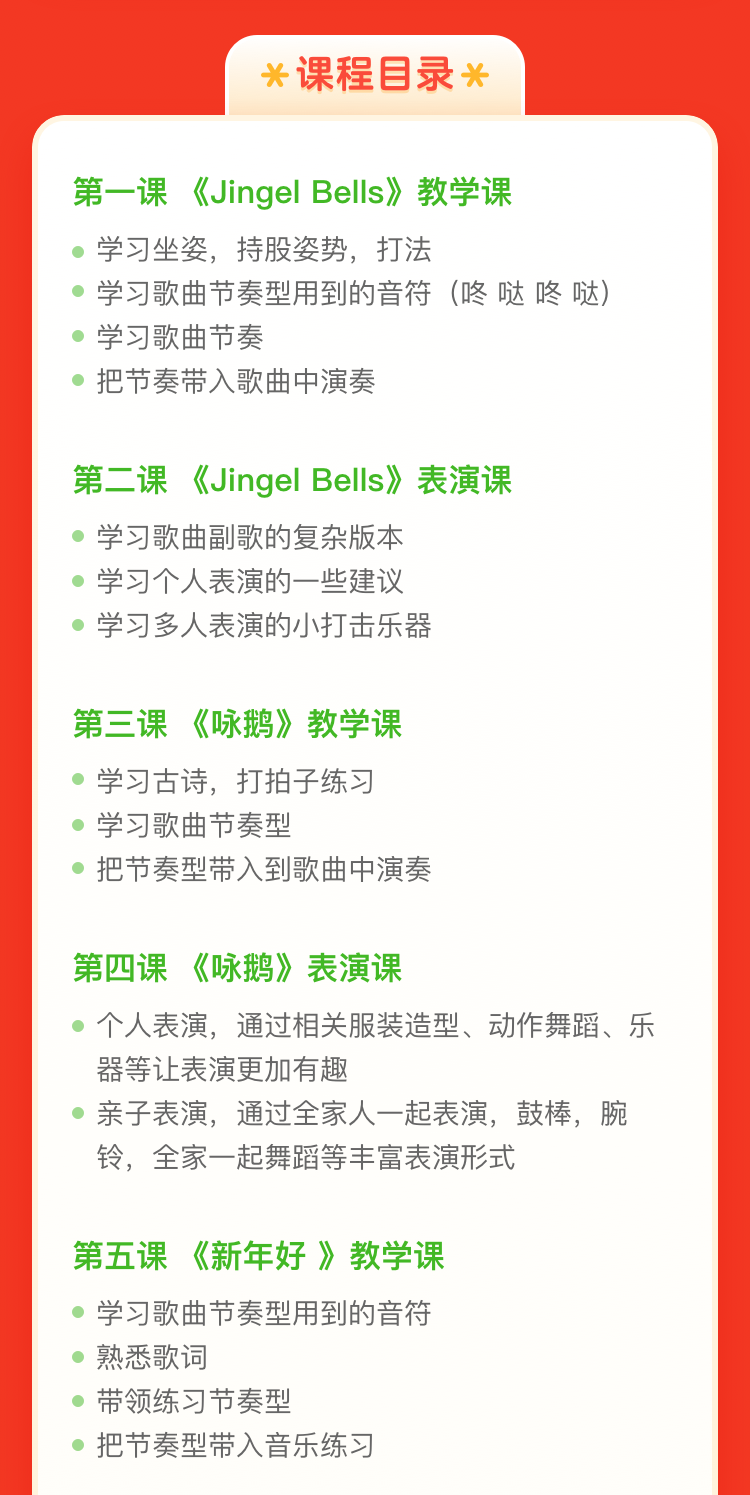 课程目录
第一课 《Jingel Bells》教学课
学习坐姿，持股姿势，打法
学习歌曲节奏型用到的音符（咚 哒 咚 哒）
学习歌曲节奏
把节奏带入歌曲中演奏
第二课 《Jingel Bells》表演课
学习歌曲副歌的复杂版本
学习个人表演的一些建议
学习多人表演的小打击乐器
第三课 《咏鹅》教学课
学习古诗，打拍子练习
学习歌曲节奏型
把节奏型带入到歌曲中演奏
第四课 《咏鹅》表演课
个人表演，通过相关服装造型、动作舞蹈、乐
器等让表演更加有趣
亲子表演，通过全家人一起表演，鼓棒，腕
铃，全家一起舞蹈等丰富表演形式
第五课 《新年好 》教学课
学习歌曲节奏型用到的音符
熟悉歌词
带领练习节奏型
把节奏型带入音乐练习